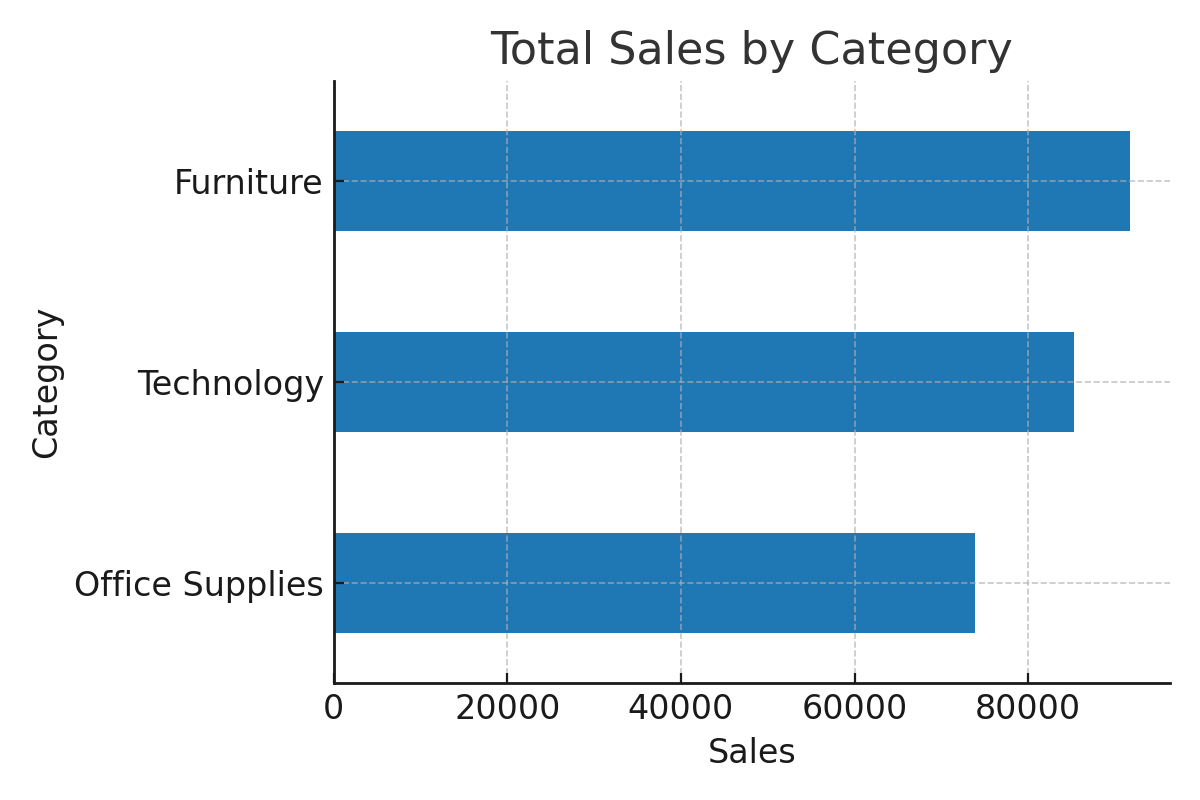 Total Sales by Category
Furniture
Technology
Office Supplies
Category
0 20000 40000 60000 80000
Sales